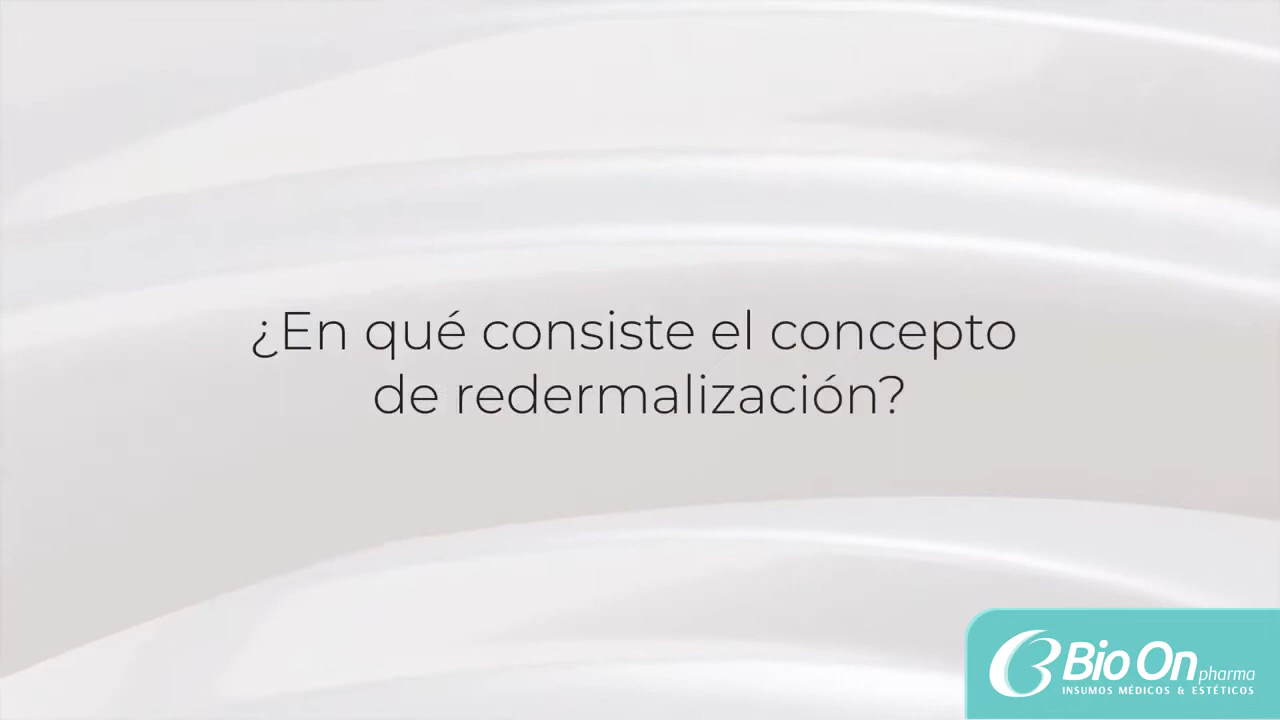 ¿En qué consiste el concepto
de redermalización?
Bio On pharma
INSUMOS MÉDICOS & ESTÉTICOS